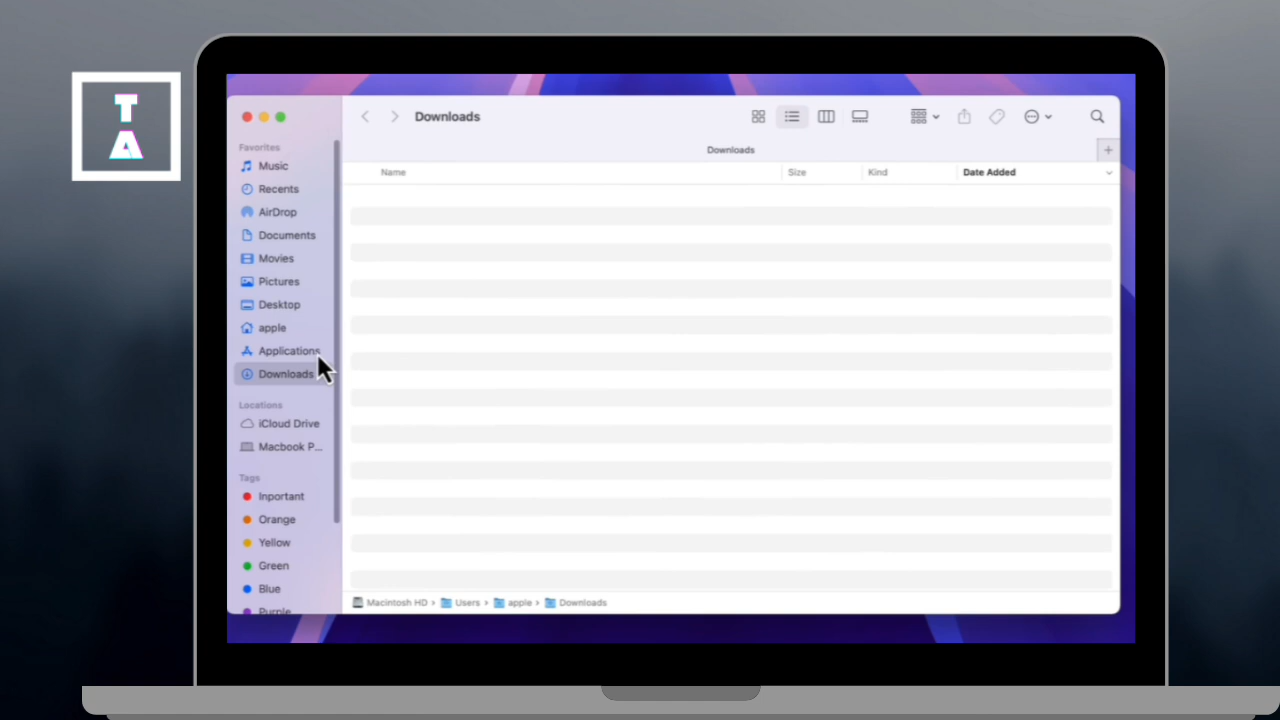 T
A
Downloads
Downloads
Name Size Kind Date Added
Favorites
Music
Recents
AirDrop
Documents
Movies
Pictures
Desktop
apple
Applications
Downloads
Locations
iCloud Drive
Macbook P...
Tags
Inportant
Orange
Yellow
Green
Blue
Purple
Macintosh HD › Users › apple › Downloads